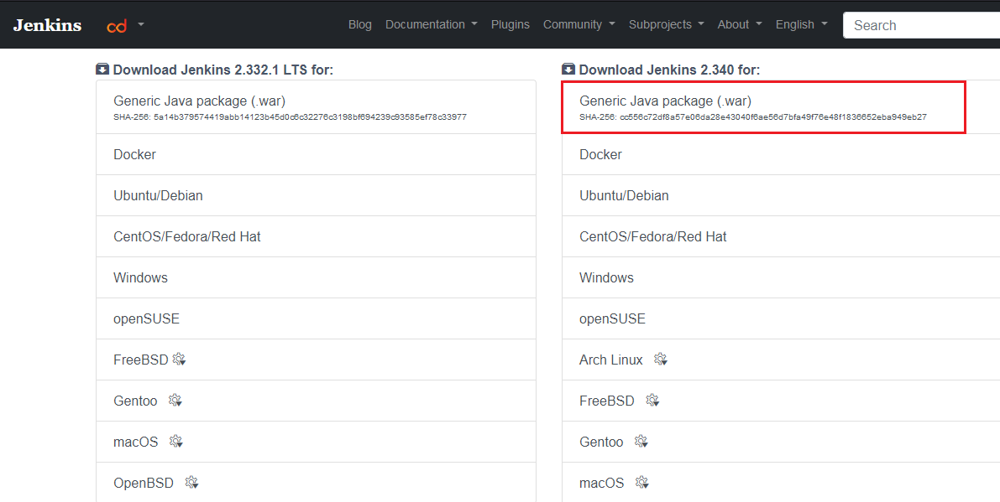 Jenkins cd Blog Documentation Plugins Community Subprojects About English Search
Download Jenkins 2.332.1 LTS for:
Generic Java package (.war)
SHA-256: 5a14b379574419abb14123b45d0c6c32276c3198bf694239c93585ef78c33977
Docker
Ubuntu/Debian
CentOS/Fedora/Red Hat
Windows
openSUSE
FreeBSD
Gentoo
macOS
OpenBSD
Download Jenkins 2.340 for:
Generic Java package (.war)
SHA-256: cc556c72df8a57e06da28e43040f6ae56d7bfa49f76e48f1836652eba949eb27
Docker
Ubuntu/Debian
CentOS/Fedora/Red Hat
Windows
openSUSE
Arch Linux
FreeBSD
Gentoo
macOS